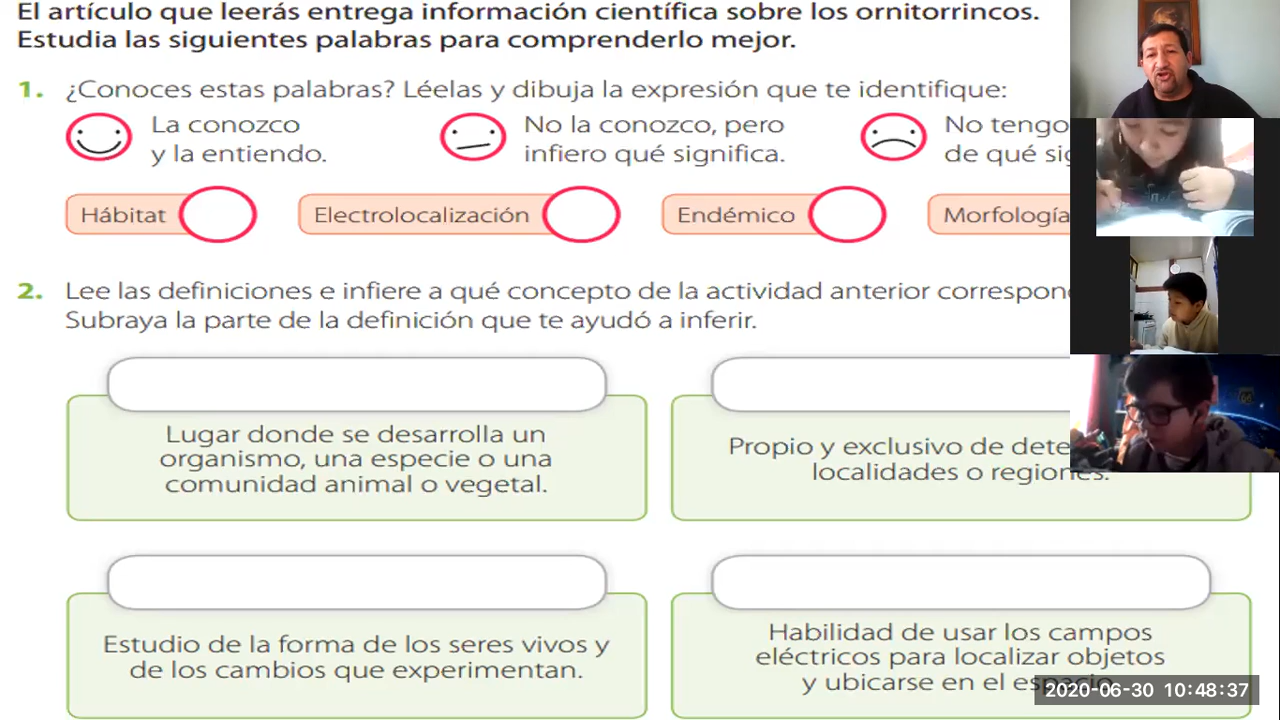 El artículo que leerás entrega información científica sobre los ornitorrincos.
Estudia las siguientes palabras para comprenderlo mejor.
1. ¿Conoces estas palabras? Léelas y dibuja la expresión que te identifique:
La conozco
y la entiendo.
No la conozco, pero
infiero qué significa.
No tengo
de qué
Hábitat
Electrolocalización
Endémico
Morfología
2. Lee las definiciones e infiere a qué concepto de la actividad anterior
Subraya la parte de la definición que te ayudó a inferir.
Lugar donde se desarrolla un
organismo, una especie o una
comunidad animal o vegetal.
Propio y exclusivo de
localidades o regiones.
Estudio de la forma de los seres vivos y
de los cambios que experimentan.
Habilidad de usar los campos
eléctricos para localizar objetos
y ubicarse en el espacio.
2020-06-30 10:48:37